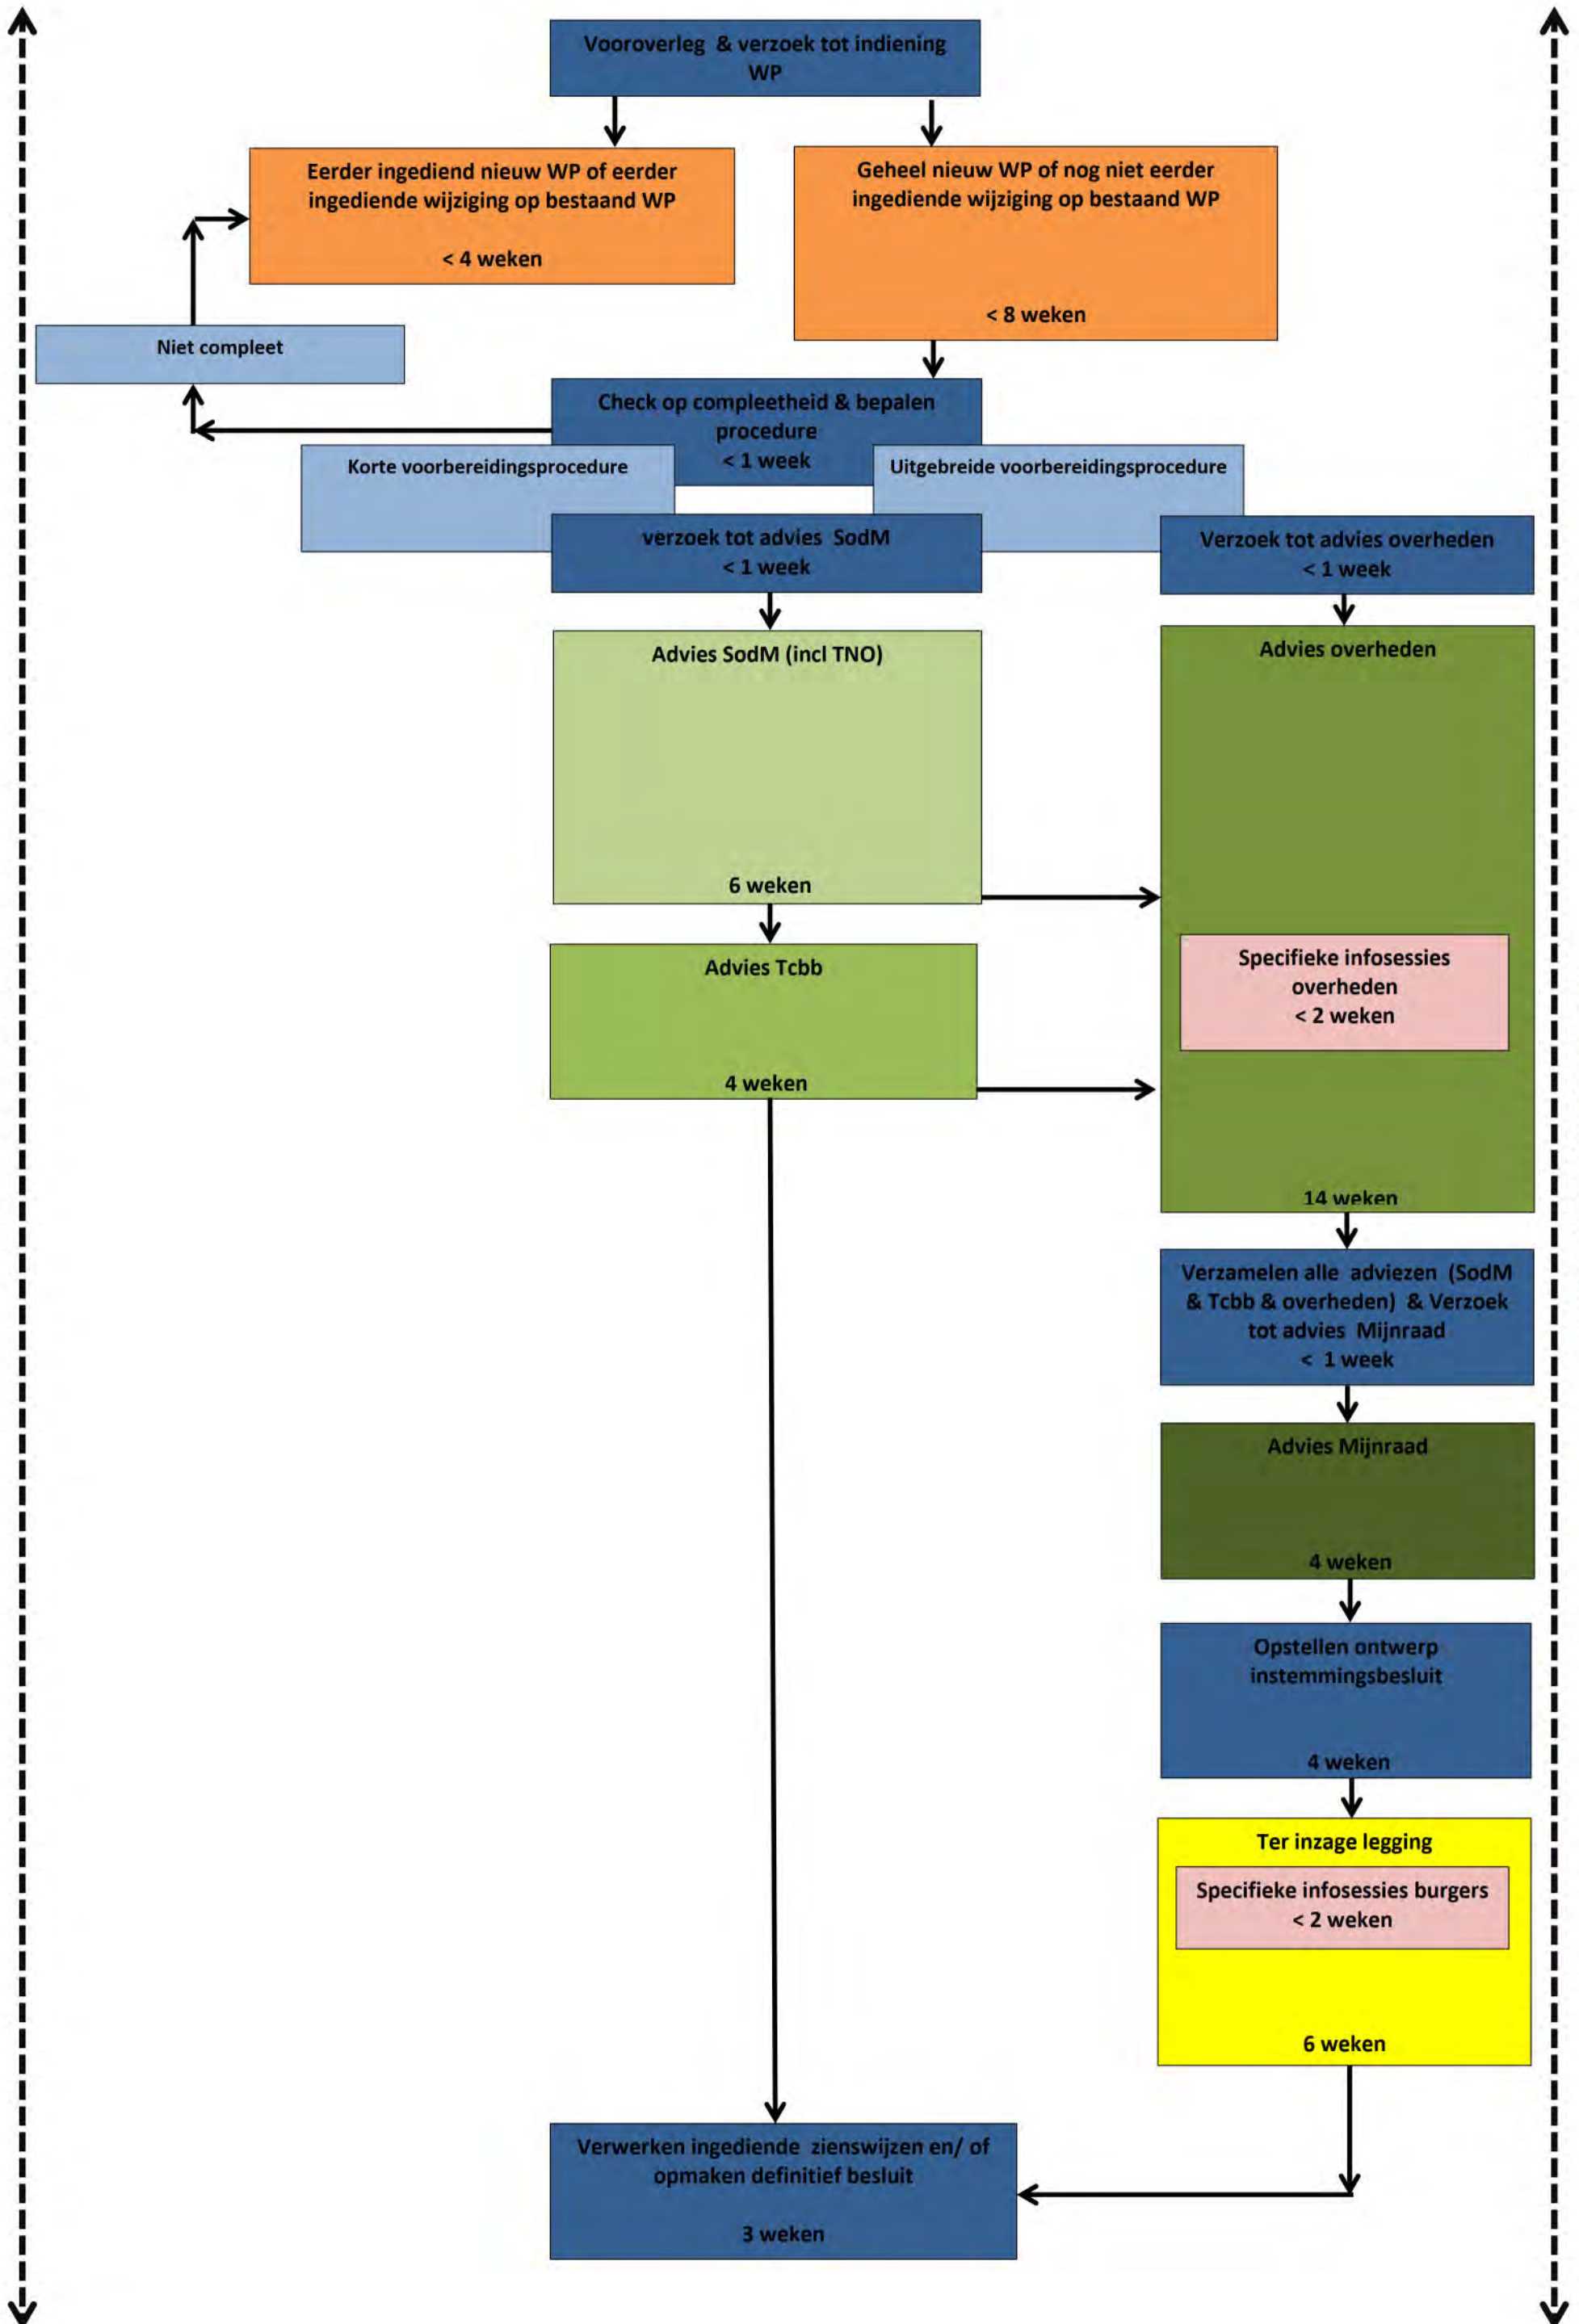 Vooroverleg & verzoek tot indiening
WP
Eerder ingediend nieuw WP of eerder
ingediende wijziging op bestaand WP
< 4 weken
Geheel nieuw WP of nog niet eerder
ingediende wijziging op bestaand WP
< 8 weken
Niet compleet
Check op compleetheid & bepalen
procedure
< 1 week
Korte voorbereidingsprocedure
Uitgebreide voorbereidingsprocedure
verzoek tot advies SodM
< 1 week
Verzoek tot advies overheden
< 1 week
Advies SodM (incl TNO)
6 weken
Advies overheden
Specifieke infosessies
overheden
< 2 weken
14 weken
Advies Tcbb
4 weken
Verzamelen alle adviezen (SodM
& Tcbb & overheden) & Verzoek
tot advies Mijnraad
< 1 week
Advies Mijnraad
4 weken
Opstellen ontwerp
instemmingsbesluit
4 weken
Ter inzage legging
Specifieke infosessies burgers
< 2 weken
6 weken
Verwerken ingediende zienswijzen en/ of
opmaken definitief besluit
3 weken